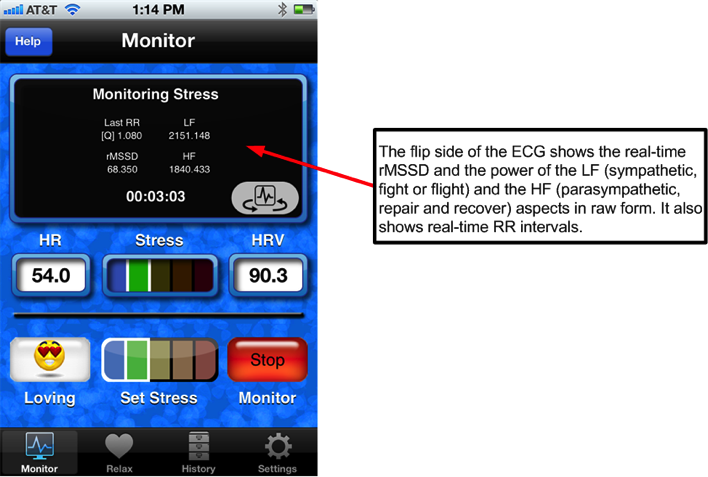 AT&T 1:14 PM
Help Monitor
Monitoring Stress
Last RR LF
[Q] 1.080 2151.148
rMSSD HF
68.350 1840.433
00:03:03
HR Stress HRV
54.0 90.3
Stop
Loving Set Stress Monitor
Monitor Relax History Settings
The flip side of the ECG shows the real-time
rMSSD and the power of the LF (sympathetic,
fight or flight) and the HF (parasympathetic,
repair and recover) aspects in raw form. It also
shows real-time RR intervals.